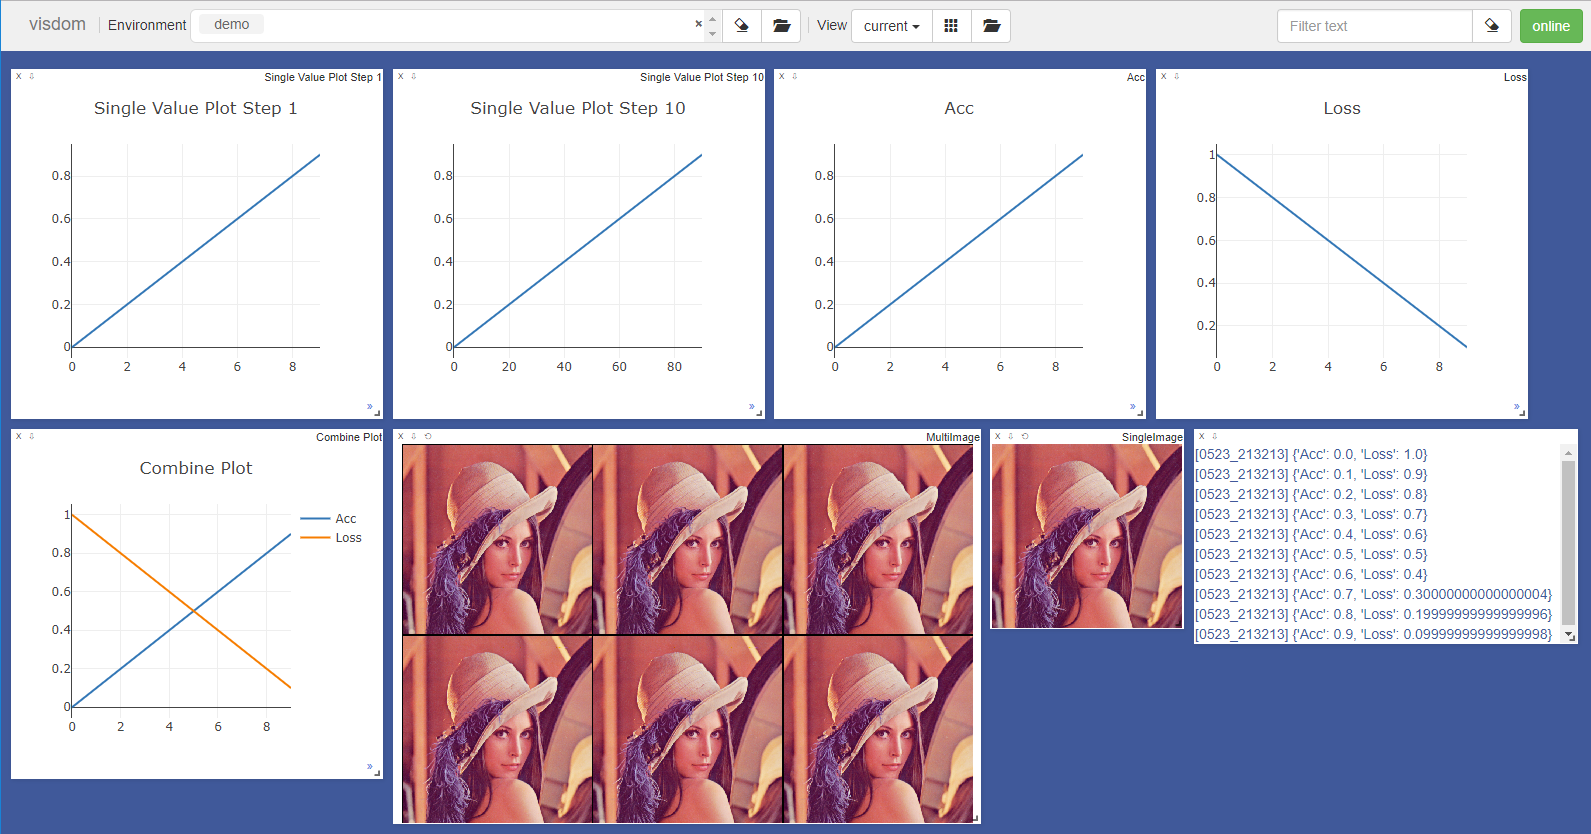 visdom Environment demo × View current Filter text online
X Single Value Plot Step 1
Single Value Plot Step 1
0.8
0.6
0.4
0.2
0
0 2 4 6 8
»
X Single Value Plot Step 10
Single Value Plot Step 10
0.8
0.6
0.4
0.2
0
0 20 40 60 80
»
X Acc
Acc
0.8
0.6
0.4
0.2
0
0 2 4 6 8
»
X Loss
Loss
1
0.8
0.6
0.4
0.2
0 2 4 6 8
»
X Combine Plot
Combine Plot
1
0.8
0.6
0.4
0.2
0
0 2 4 6 8
Acc
Loss
»
X MultiImage
X SingleImage
X
[0523_213213] {'Acc': 0.0, 'Loss': 1.0}
[0523_213213] {'Acc': 0.1, 'Loss': 0.9}
[0523_213213] {'Acc': 0.2, 'Loss': 0.8}
[0523_213213] {'Acc': 0.3, 'Loss': 0.7}
[0523_213213] {'Acc': 0.4, 'Loss': 0.6}
[0523_213213] {'Acc': 0.5, 'Loss': 0.5}
[0523_213213] {'Acc': 0.6, 'Loss': 0.4}
[0523_213213] {'Acc': 0.7, 'Loss': 0.30000000000000004}
[0523_213213] {'Acc': 0.8, 'Loss': 0.19999999999999996}
[0523_213213] {'Acc': 0.9, 'Loss': 0.09999999999999998}